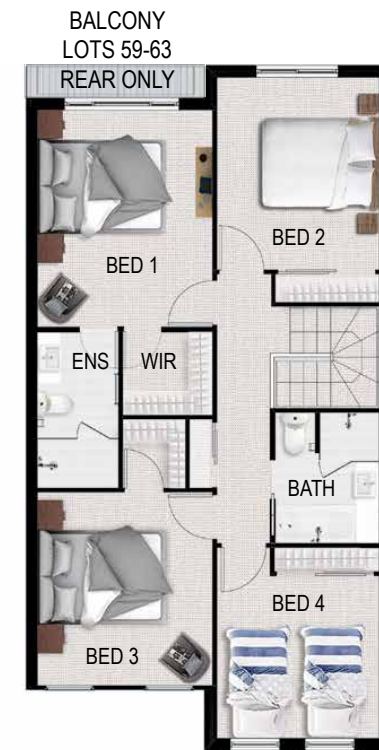 BALCONY
LOTS 59-63
REAR ONLY
BED 2
BED 1
ENS
WIR
BATH
BED 4
BED 3